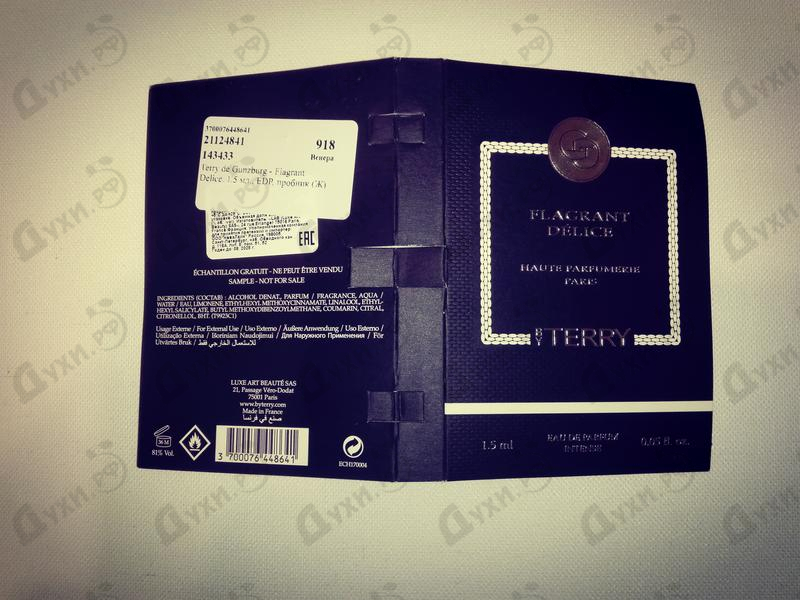 3700076448641
21124841
918
143433
Венера
Terry de Gunzburg - Flagrant
Delice, 1.5 мл, EDP, пробник (Ж)
EAC
ÉCHANTILLON GRATUIT - NE PEUT ÊTRE VENDU
SAMPLE - NOT FOR SALE
INGREDIENTS (СОСТАВ) : ALCOHOL DENAT., PARFUM / FRAGRANCE, AQUA /
WATER / EAU, LIMONENE, ETHYLHEXYL METHOXYCINNAMATE, LINALOOL, ETHYL-
HEXYL SALICYLATE, BUTYL METHOXYDIBENZOYLMETHANE, COUMARIN, CITRAL,
CITRONELLOL, BHT. (T9923C1)
Usage Externe / For External Use / Uso Externo / Äußere Anwendung / Uso Esterno /
Utilização Externa / Išoriniam Naudojimui / Для Наружного Применения / För
Utvärtes Bruk / للاستعمال الخارجي فقط
LUXE ART BEAUTÉ SAS
21, Passage Véro-Dodat
75001 Paris
www.byterry.com
Made in France
صنع في فرنسا
36 M
81% Vol.
3 700076 448641
ECH170004
FLAGRANT
DÉLICE
HAUTE PARFUMERIE
PARIS
BY TERRY
1.5 ml
EAU DE PARFUM
INTENSE
0.05 fl. oz.
Духи.рф